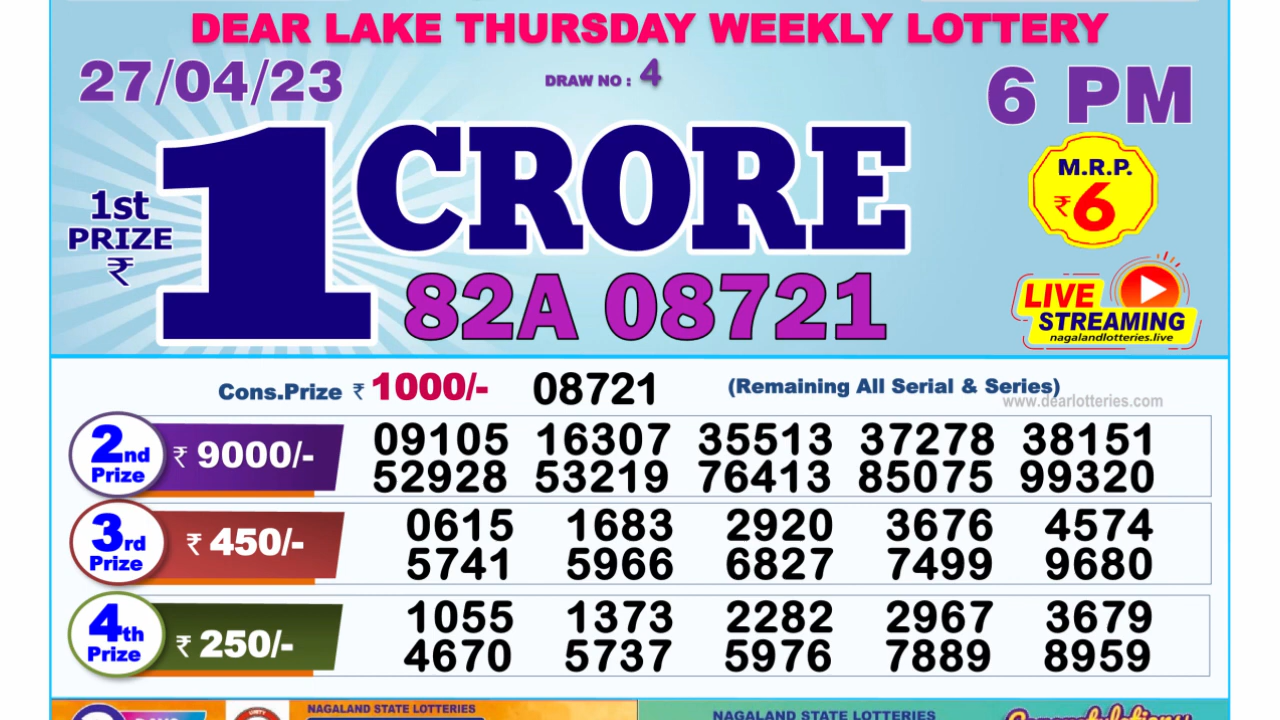 DEAR LAKE THURSDAY WEEKLY LOTTERY
27/04/23 DRAW NO : 4 6 PM
1st PRIZE ₹ 1 CRORE
M.R.P.
₹6
82A 08721
LIVE
STREAMING
nagalandlotteries.live
Cons.Prize ₹ 1000/- 08721 (Remaining All Serial & Series)
www.dearlotteries.com
2nd Prize ₹ 9000/-
09105 16307 35513 37278 38151
52928 53219 76413 85075 99320
3rd Prize ₹ 450/-
0615 1683 2920 3676 4574
5741 5966 6827 7499 9680
4th Prize ₹ 250/-
1055 1373 2282 2967 3679
4670 5737 5976 7889 8959
NAGALAND STATE LOTTERIES
NAGALAND STATE LOTTERIES